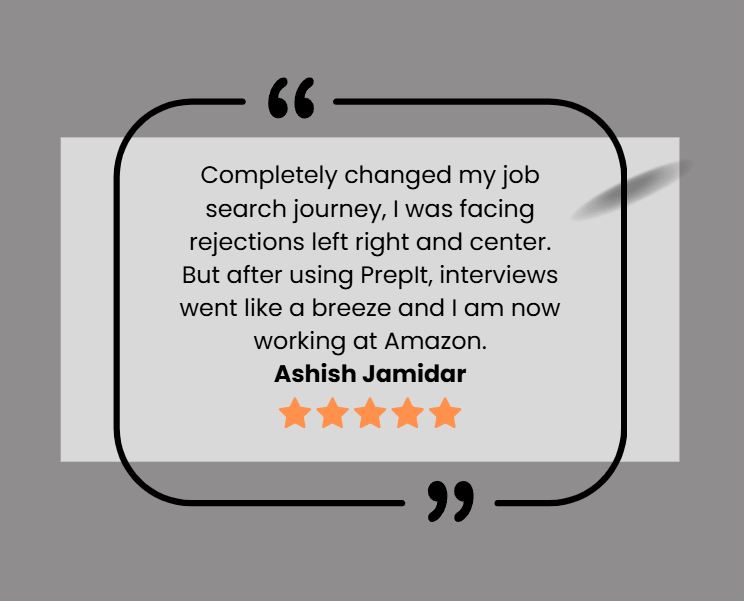 Completely changed my job
search journey, I was facing
rejections left right and center.
But after using PrepIt, interviews
went like a breeze and I am now
working at Amazon.
Ashish Jamidar